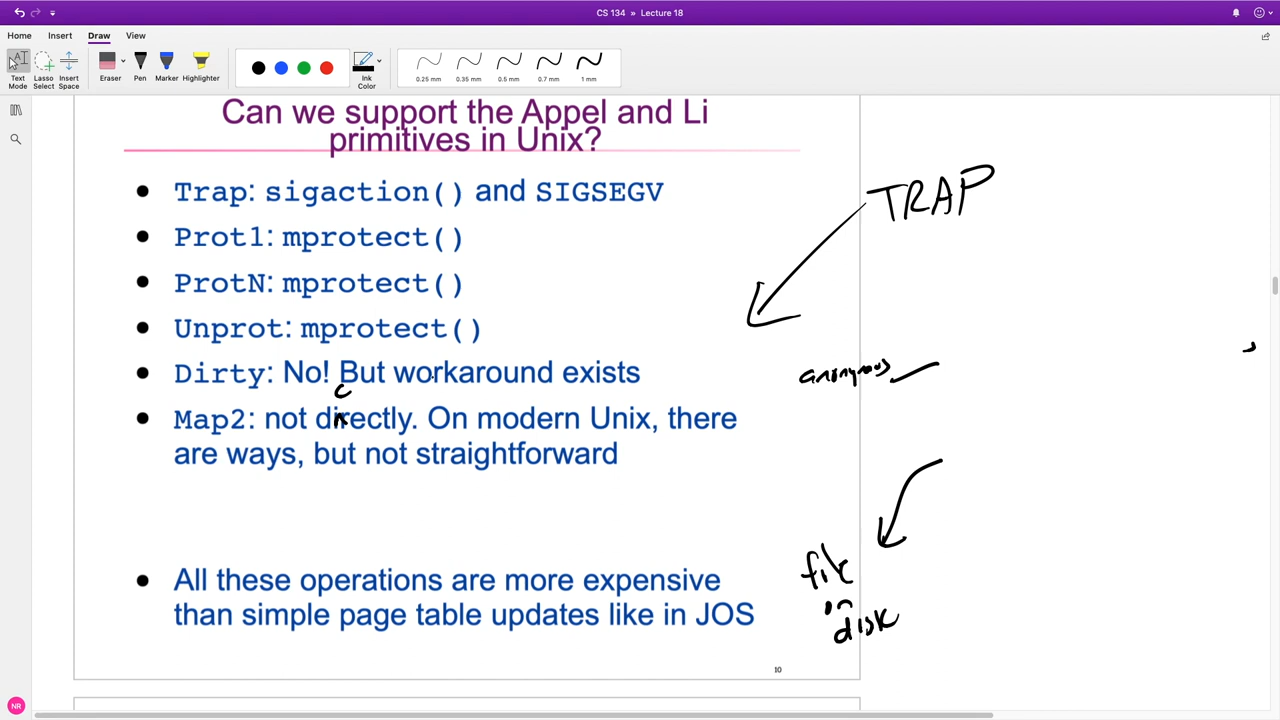 CS 134 » Lecture 18
Home Insert Draw View
Text Mode
Lasso Select
Insert Space
Eraser
Pen
Marker
Highlighter
Ink Color
0.25 mm
0.35 mm
0.5 mm
0.7 mm
1 mm
Can we support the Appel and Li
primitives in Unix?
TRAP
• Trap: sigaction() and SIGSEGV
• Prot1: mprotect()
• ProtN: mprotect()
• Unprot: mprotect()
• Dirty: No! But workaround exists
anonymous
• Map2: not directly. On modern Unix, there
are ways, but not straightforward
• All these operations are more expensive
than simple page table updates like in JOS
file
on
disk
10
NR